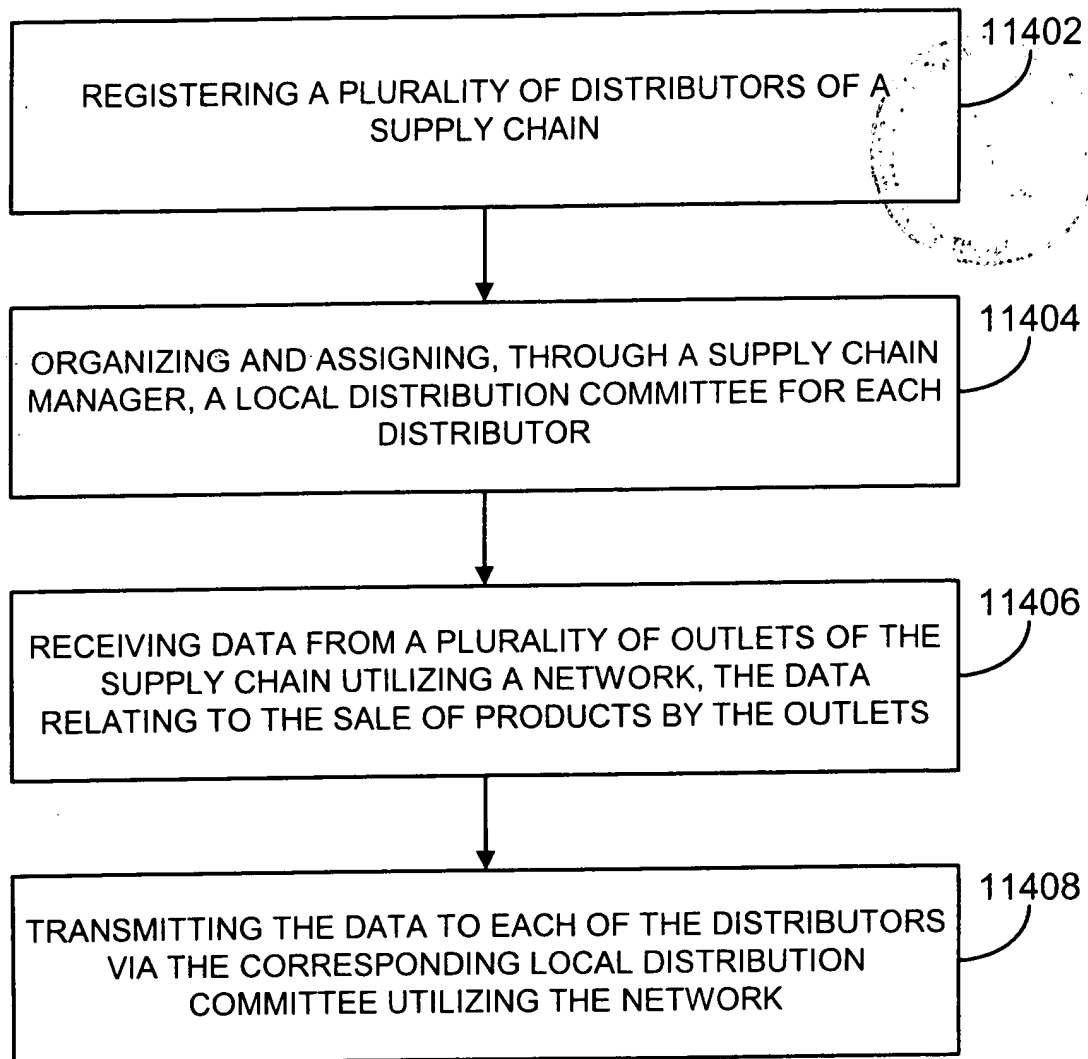 11402
REGISTERING A PLURALITY OF DISTRIBUTORS OF A
SUPPLY CHAIN
11404
ORGANIZING AND ASSIGNING, THROUGH A SUPPLY CHAIN
MANAGER, A LOCAL DISTRIBUTION COMMITTEE FOR EACH
DISTRIBUTOR
11406
RECEIVING DATA FROM A PLURALITY OF OUTLETS OF THE
SUPPLY CHAIN UTILIZING A NETWORK, THE DATA
RELATING TO THE SALE OF PRODUCTS BY THE OUTLETS
11408
TRANSMITTING THE DATA TO EACH OF THE DISTRIBUTORS
VIA THE CORRESPONDING LOCAL DISTRIBUTION
COMMITTEE UTILIZING THE NETWORK